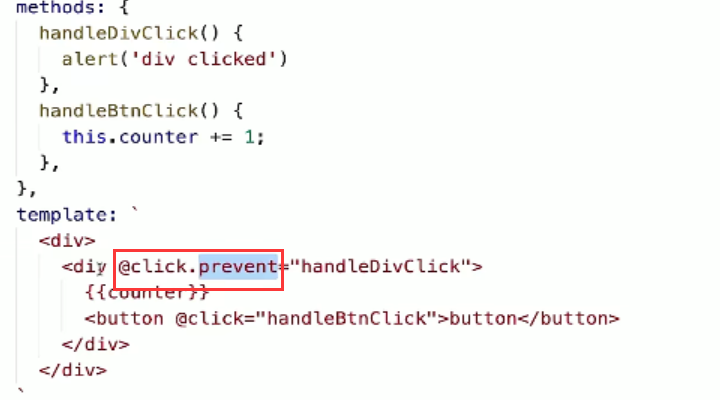 methods: {
handleDivClick() {
alert('div clicked')
},
handleBtnClick() {
this.counter += 1;
},
},
template: `
<div>
<div @click.prevent="handleDivClick">
{{counter}}
<button @click="handleBtnClick">button</button>
</div>
</div>
`